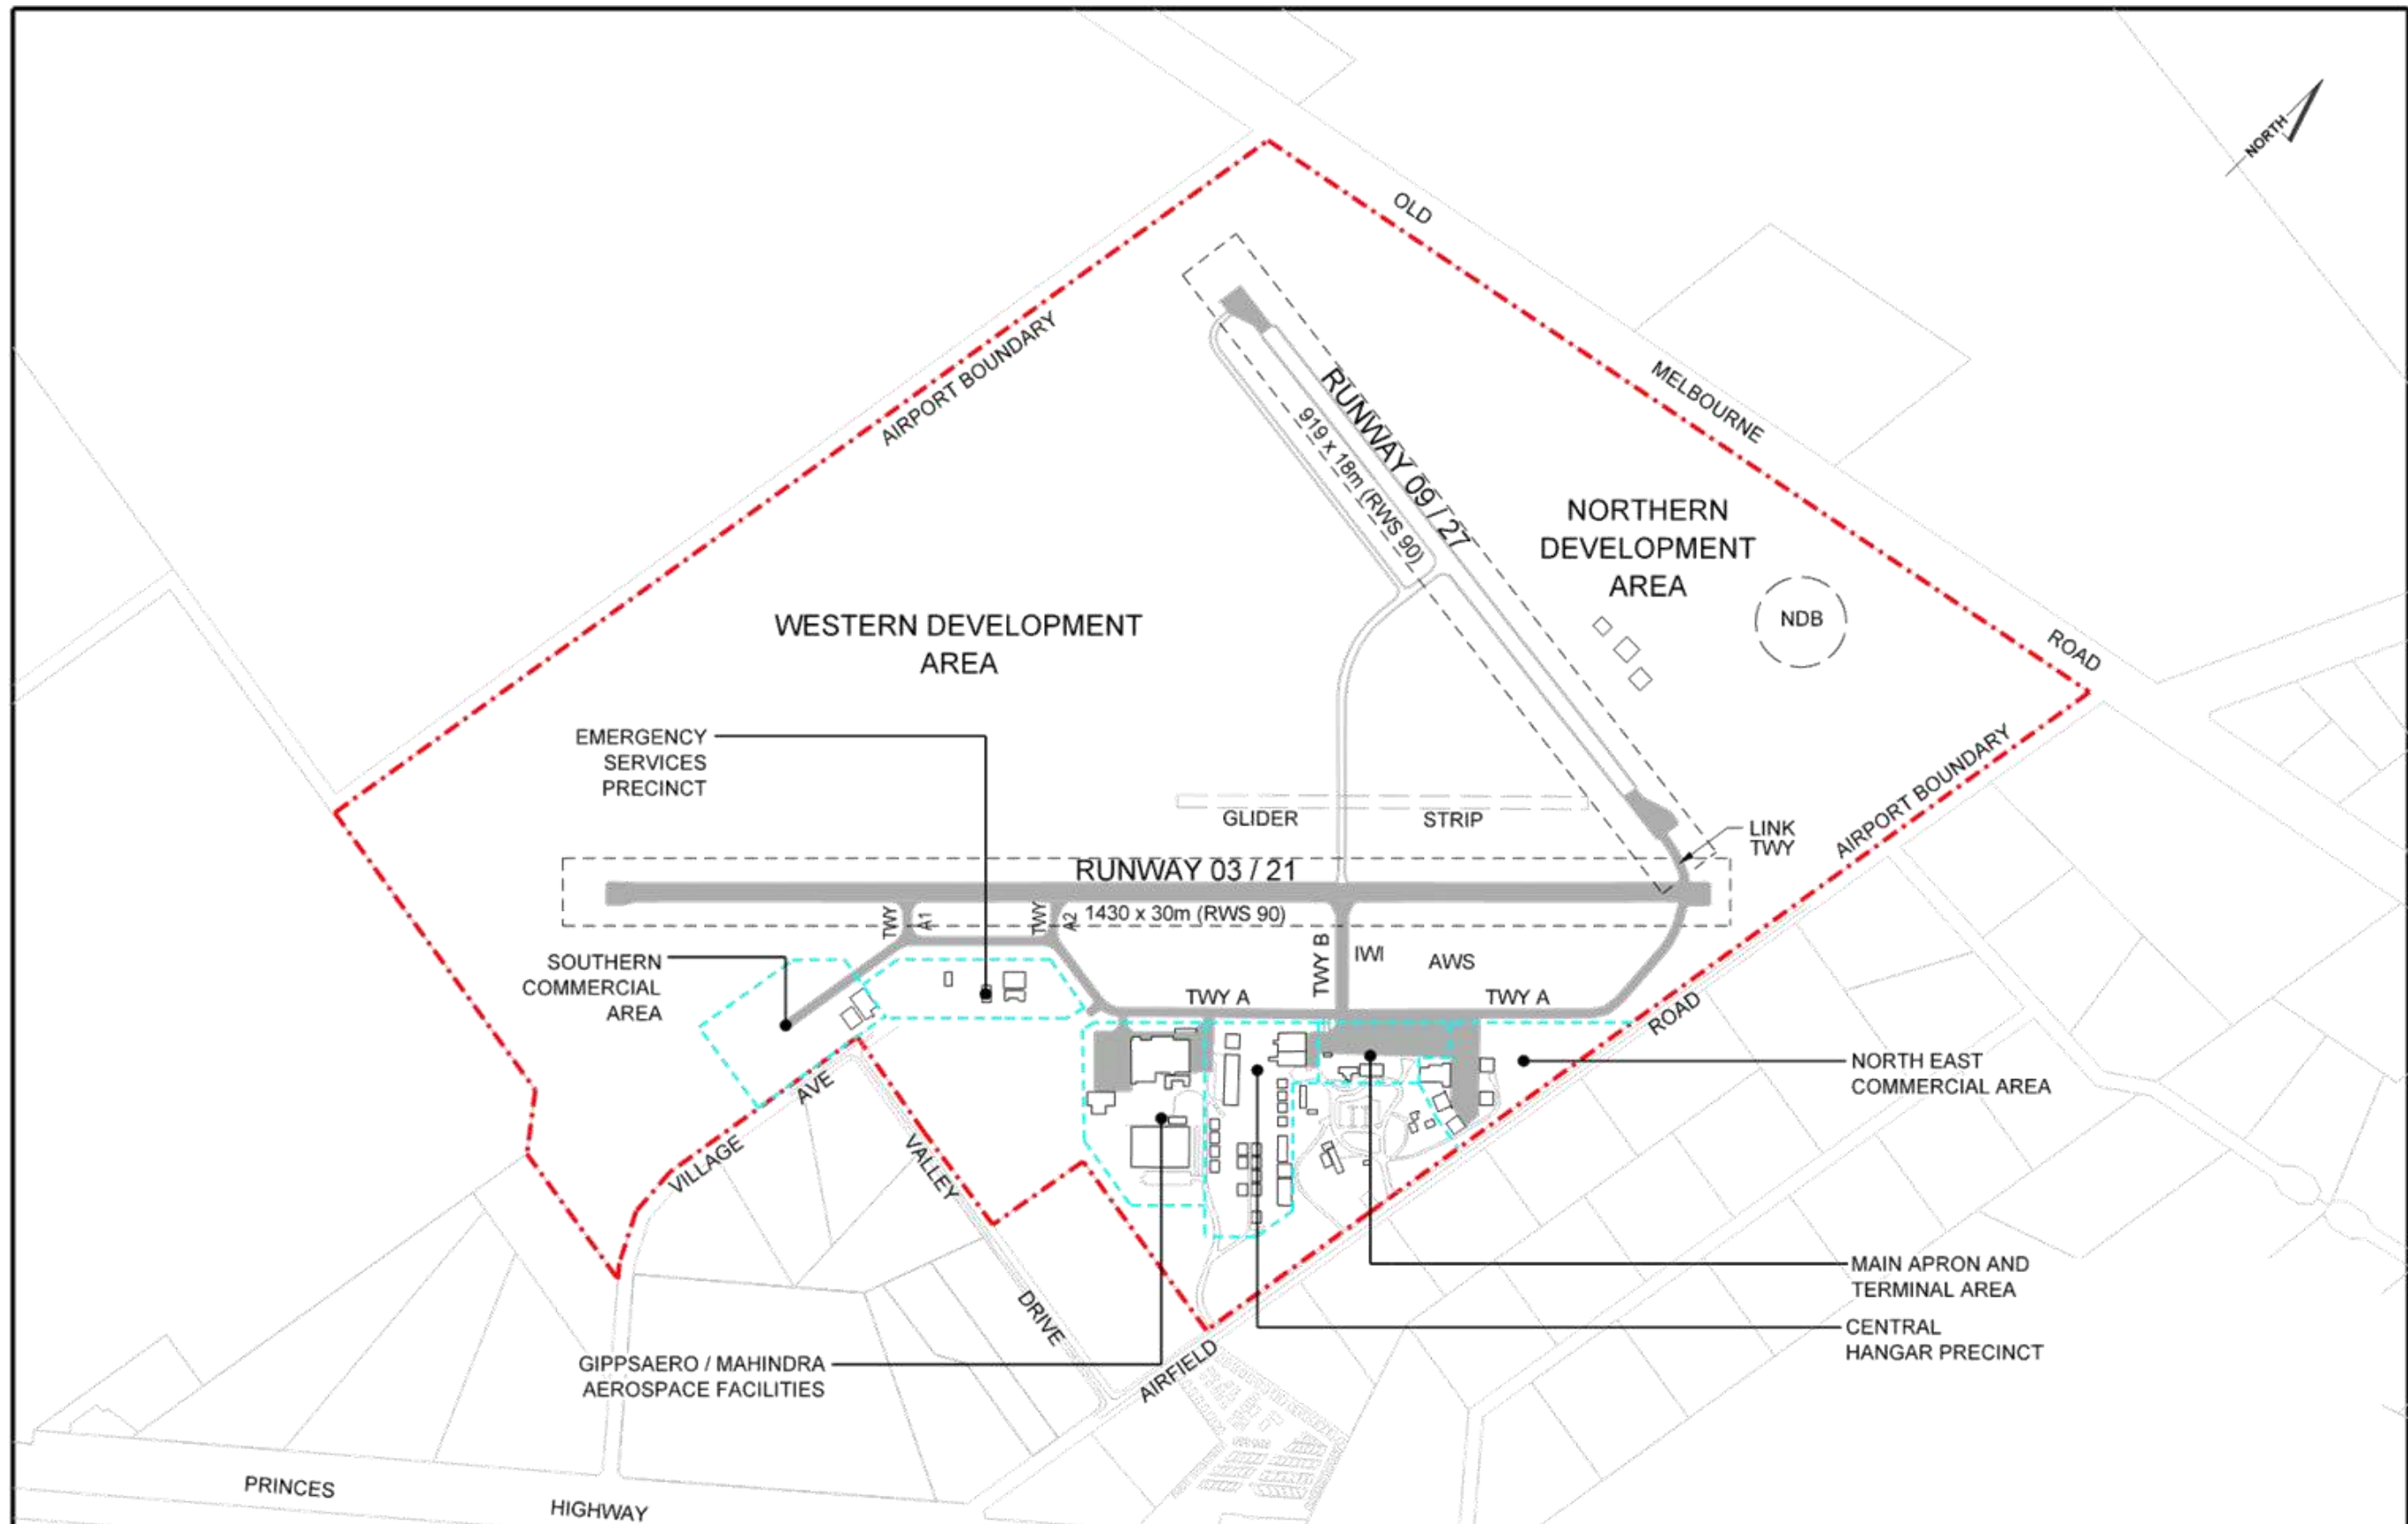 NORTH
OLD
MELBOURNE
ROAD
AIRPORT BOUNDARY
RUNWAY 09 / 27
919 x 18m (RWS 90)
NORTHERN
DEVELOPMENT
AREA
NDB
WESTERN DEVELOPMENT
AREA
EMERGENCY
SERVICES
PRECINCT
GLIDER STRIP
LINK
TWY
AIRPORT BOUNDARY
RUNWAY 03 / 21
1430 x 30m (RWS 90)
TWY A1
TWY A2
TWY B
IWI
AWS
SOUTHERN
COMMERCIAL
AREA
TWY A
TWY A
ROAD
NORTH EAST
COMMERCIAL AREA
VILLAGE AVE
VALLEY
DRIVE
MAIN APRON AND
TERMINAL AREA
CENTRAL
HANGAR PRECINCT
GIPPSAERO / MAHINDRA
AEROSPACE FACILITIES
AIRFIELD
PRINCES
HIGHWAY